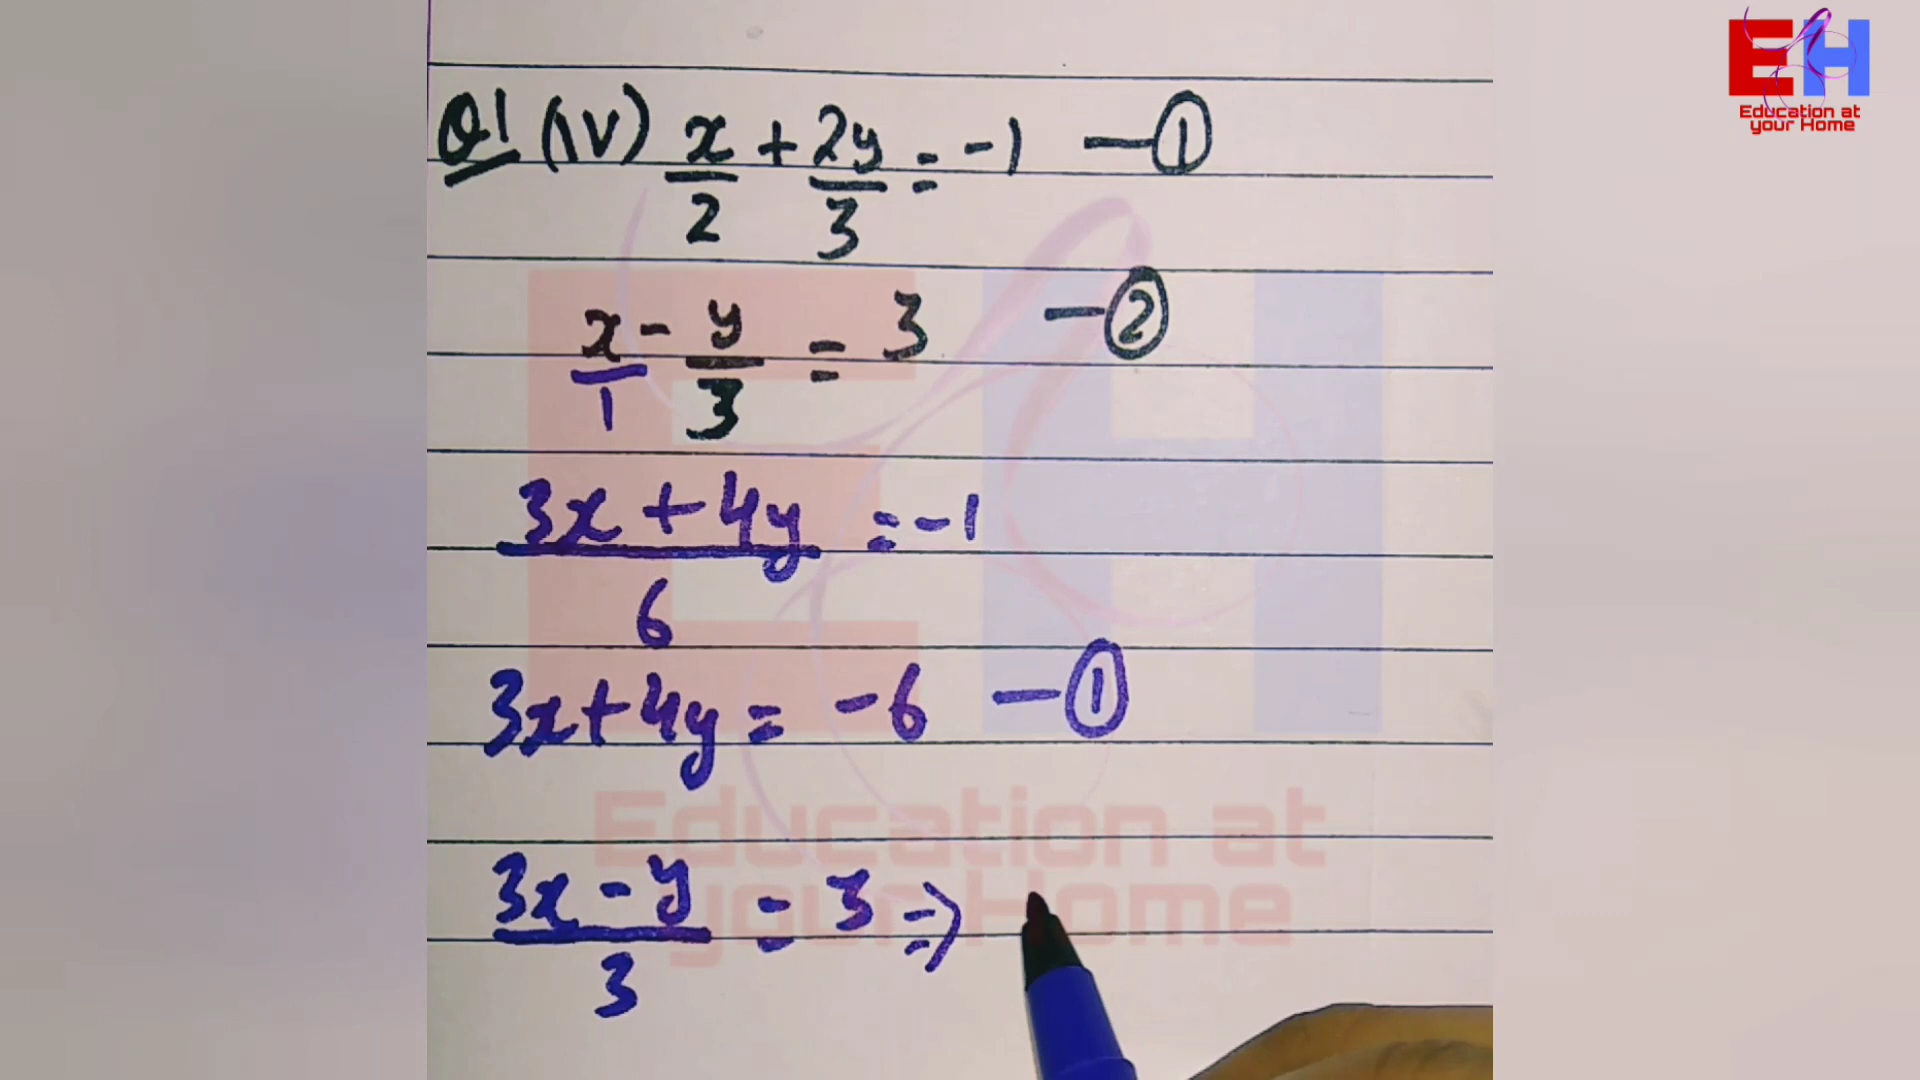 EH
Education at
your Home
Q1 (IV) x/2 + 2y/3 = -1 —①
x/1 - y/3 = 3 —②
3x + 4y / 6 = -1
3x + 4y = -6 —①
3x - y / 3 = 3 ⇒
EH
Education at
your Home